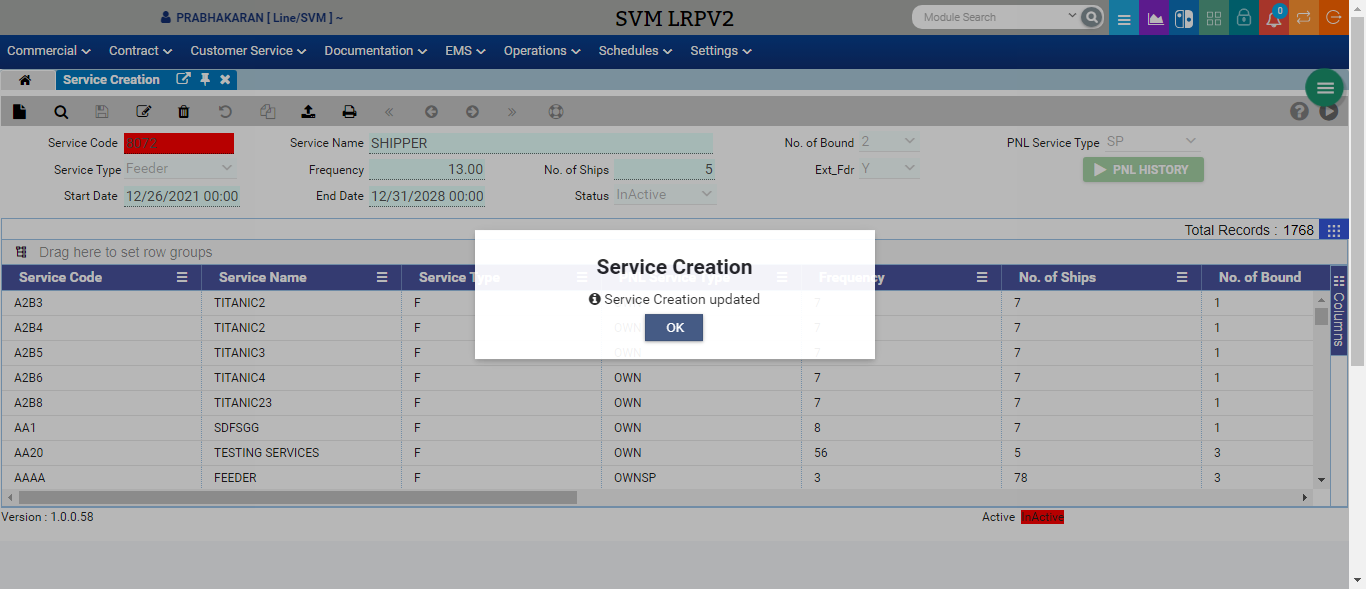 PRABHAKARAN [ Line/SVM ] ~
SVM LRPV2
Module Search
0
Commercial Contract Customer Service Documentation EMS Operations Schedules Settings
Service Creation
Service Code Service Name SHIPPER No. of Bound 2 PNL Service Type SP
Service Type Feeder Frequency 13.00 No. of Ships 5 Ext_Fdr Y PNL HISTORY
Start Date 12/26/2021 00:00 End Date 12/31/2028 00:00 Status InActive
Total Records : 1768
Drag here to set row groups
Service Code Service Name Service Type PNL Service Type Frequency No. of Ships No. of Bound
Columns
A2B3 TITANIC2 F 7 7 1
A2B4 TITANIC2 F OWN 7 7 1
A2B5 TITANIC3 F OWN 7 7 1
A2B6 TITANIC4 F OWN 7 7 1
A2B8 TITANIC23 F OWN 7 7 1
AA1 SDFSGG F OWN 8 7 1
AA20 TESTING SERVICES F OWN 56 5 3
AAAA FEEDER F OWNSP 3 78 3
Service Creation
Service Creation updated
OK
Version : 1.0.0.58
Active InActive